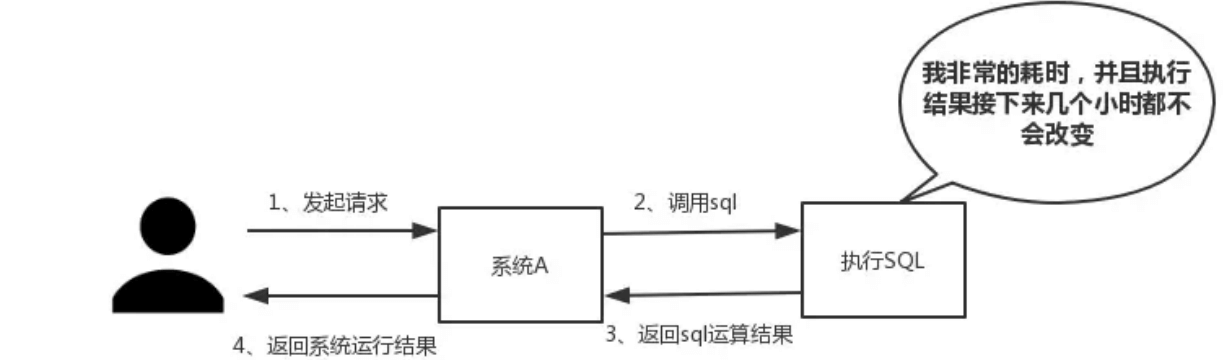 我非常的耗时，并且执行
结果接下来几个小时都不
会改变
1、发起请求
2、调用sql
系统A
执行SQL
3、返回sql运算结果
4、返回系统运行结果